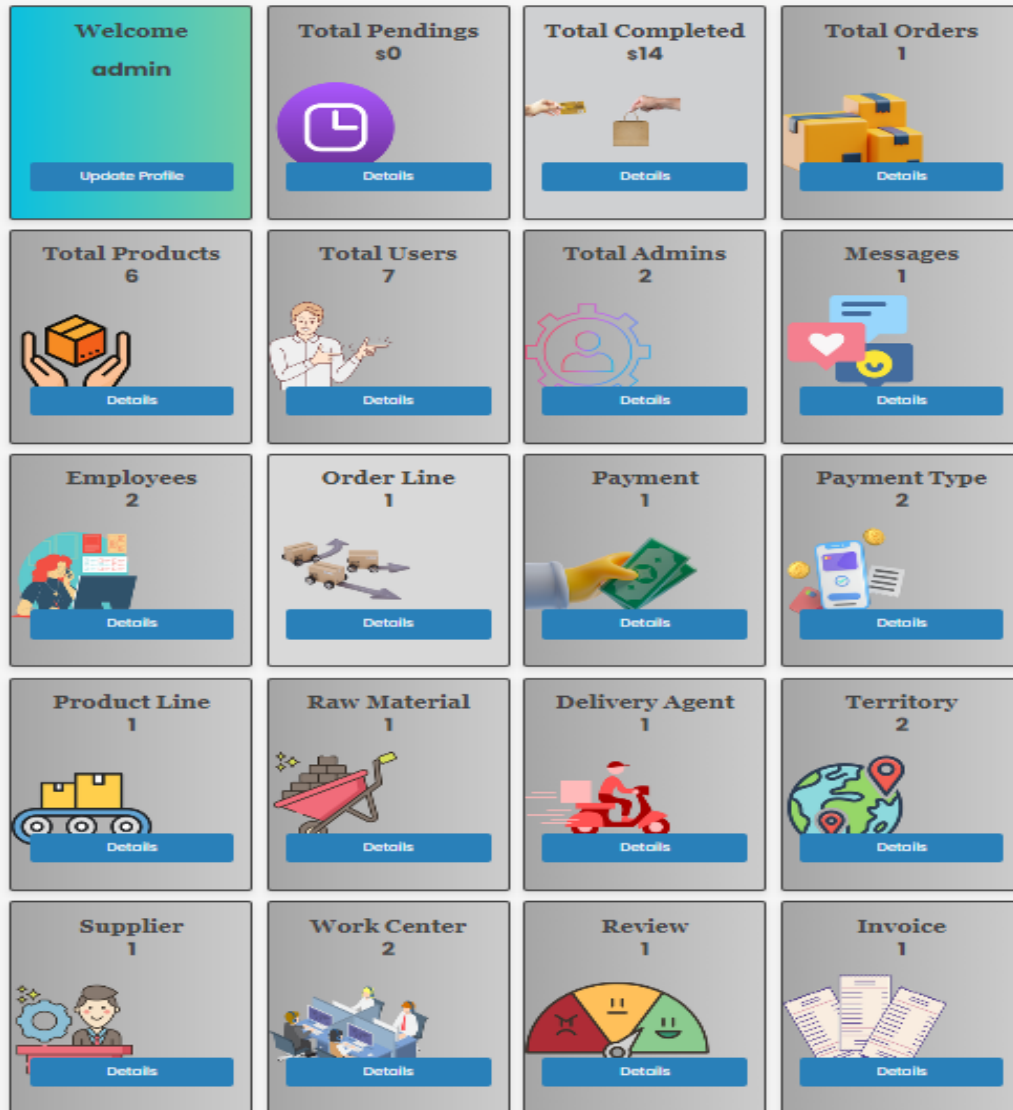 Welcome
admin
Update Profile
Total Pendings
$0
Details
Total Completed
$14
Details
Total Orders
1
Details
Total Products
6
Details
Total Users
7
Details
Total Admins
2
Details
Messages
1
Details
Employees
2
Details
Order Line
1
Details
Payment
1
Details
Payment Type
2
Details
Product Line
1
Details
Raw Material
1
Details
Delivery Agent
1
Details
Territory
2
Details
Supplier
1
Details
Work Center
2
Details
Review
1
Details
Invoice
1
Details